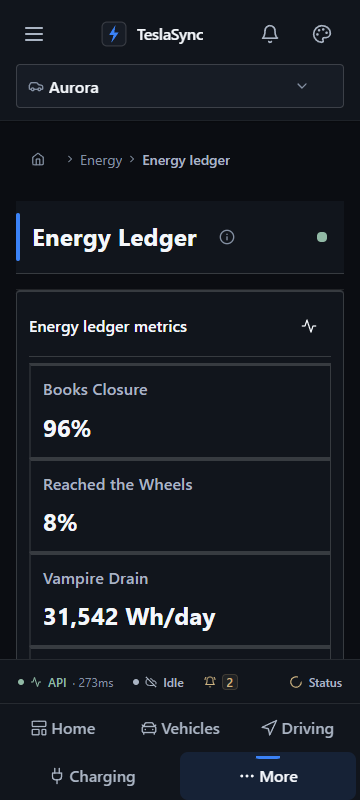 TeslaSync
Aurora
Energy Energy ledger
Energy Ledger
Energy ledger metrics
Books Closure
96%
Reached the Wheels
8%
Vampire Drain
31,542 Wh/day
API · 273ms Idle 2 Status
Home Vehicles Driving
Charging More